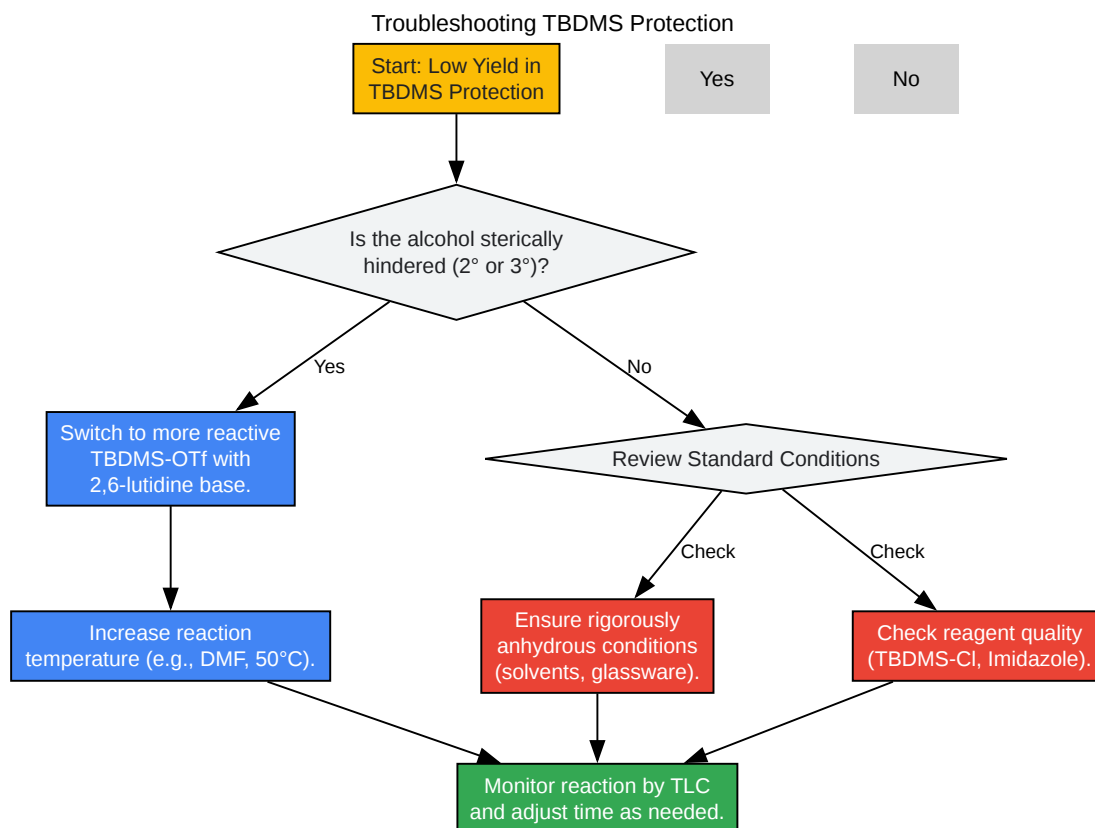 Troubleshooting TBDMS Protection
Start: Low Yield in
TBDMS Protection
Yes
No
Is the alcohol sterically
hindered (2° or 3°)?
Yes
No
Switch to more reactive
TBDMS-OTf with
2,6-lutidine base.
Review Standard Conditions
Check
Check
Increase reaction
temperature (e.g., DMF, 50°C).
Ensure rigorously
anhydrous conditions
(solvents, glassware).
Check reagent quality
(TBDMS-Cl, Imidazole).
Monitor reaction by TLC
and adjust time as needed.